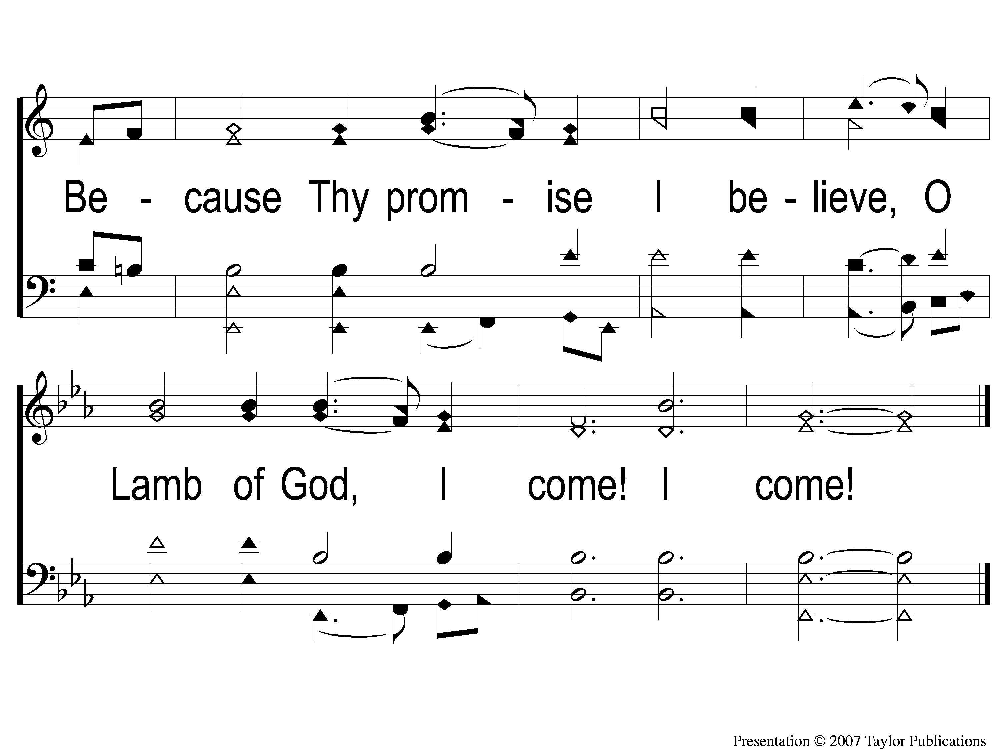 Be - cause Thy prom - ise I be - lieve, O
Lamb of God, I come! I come!
Presentation © 2007 Taylor Publications